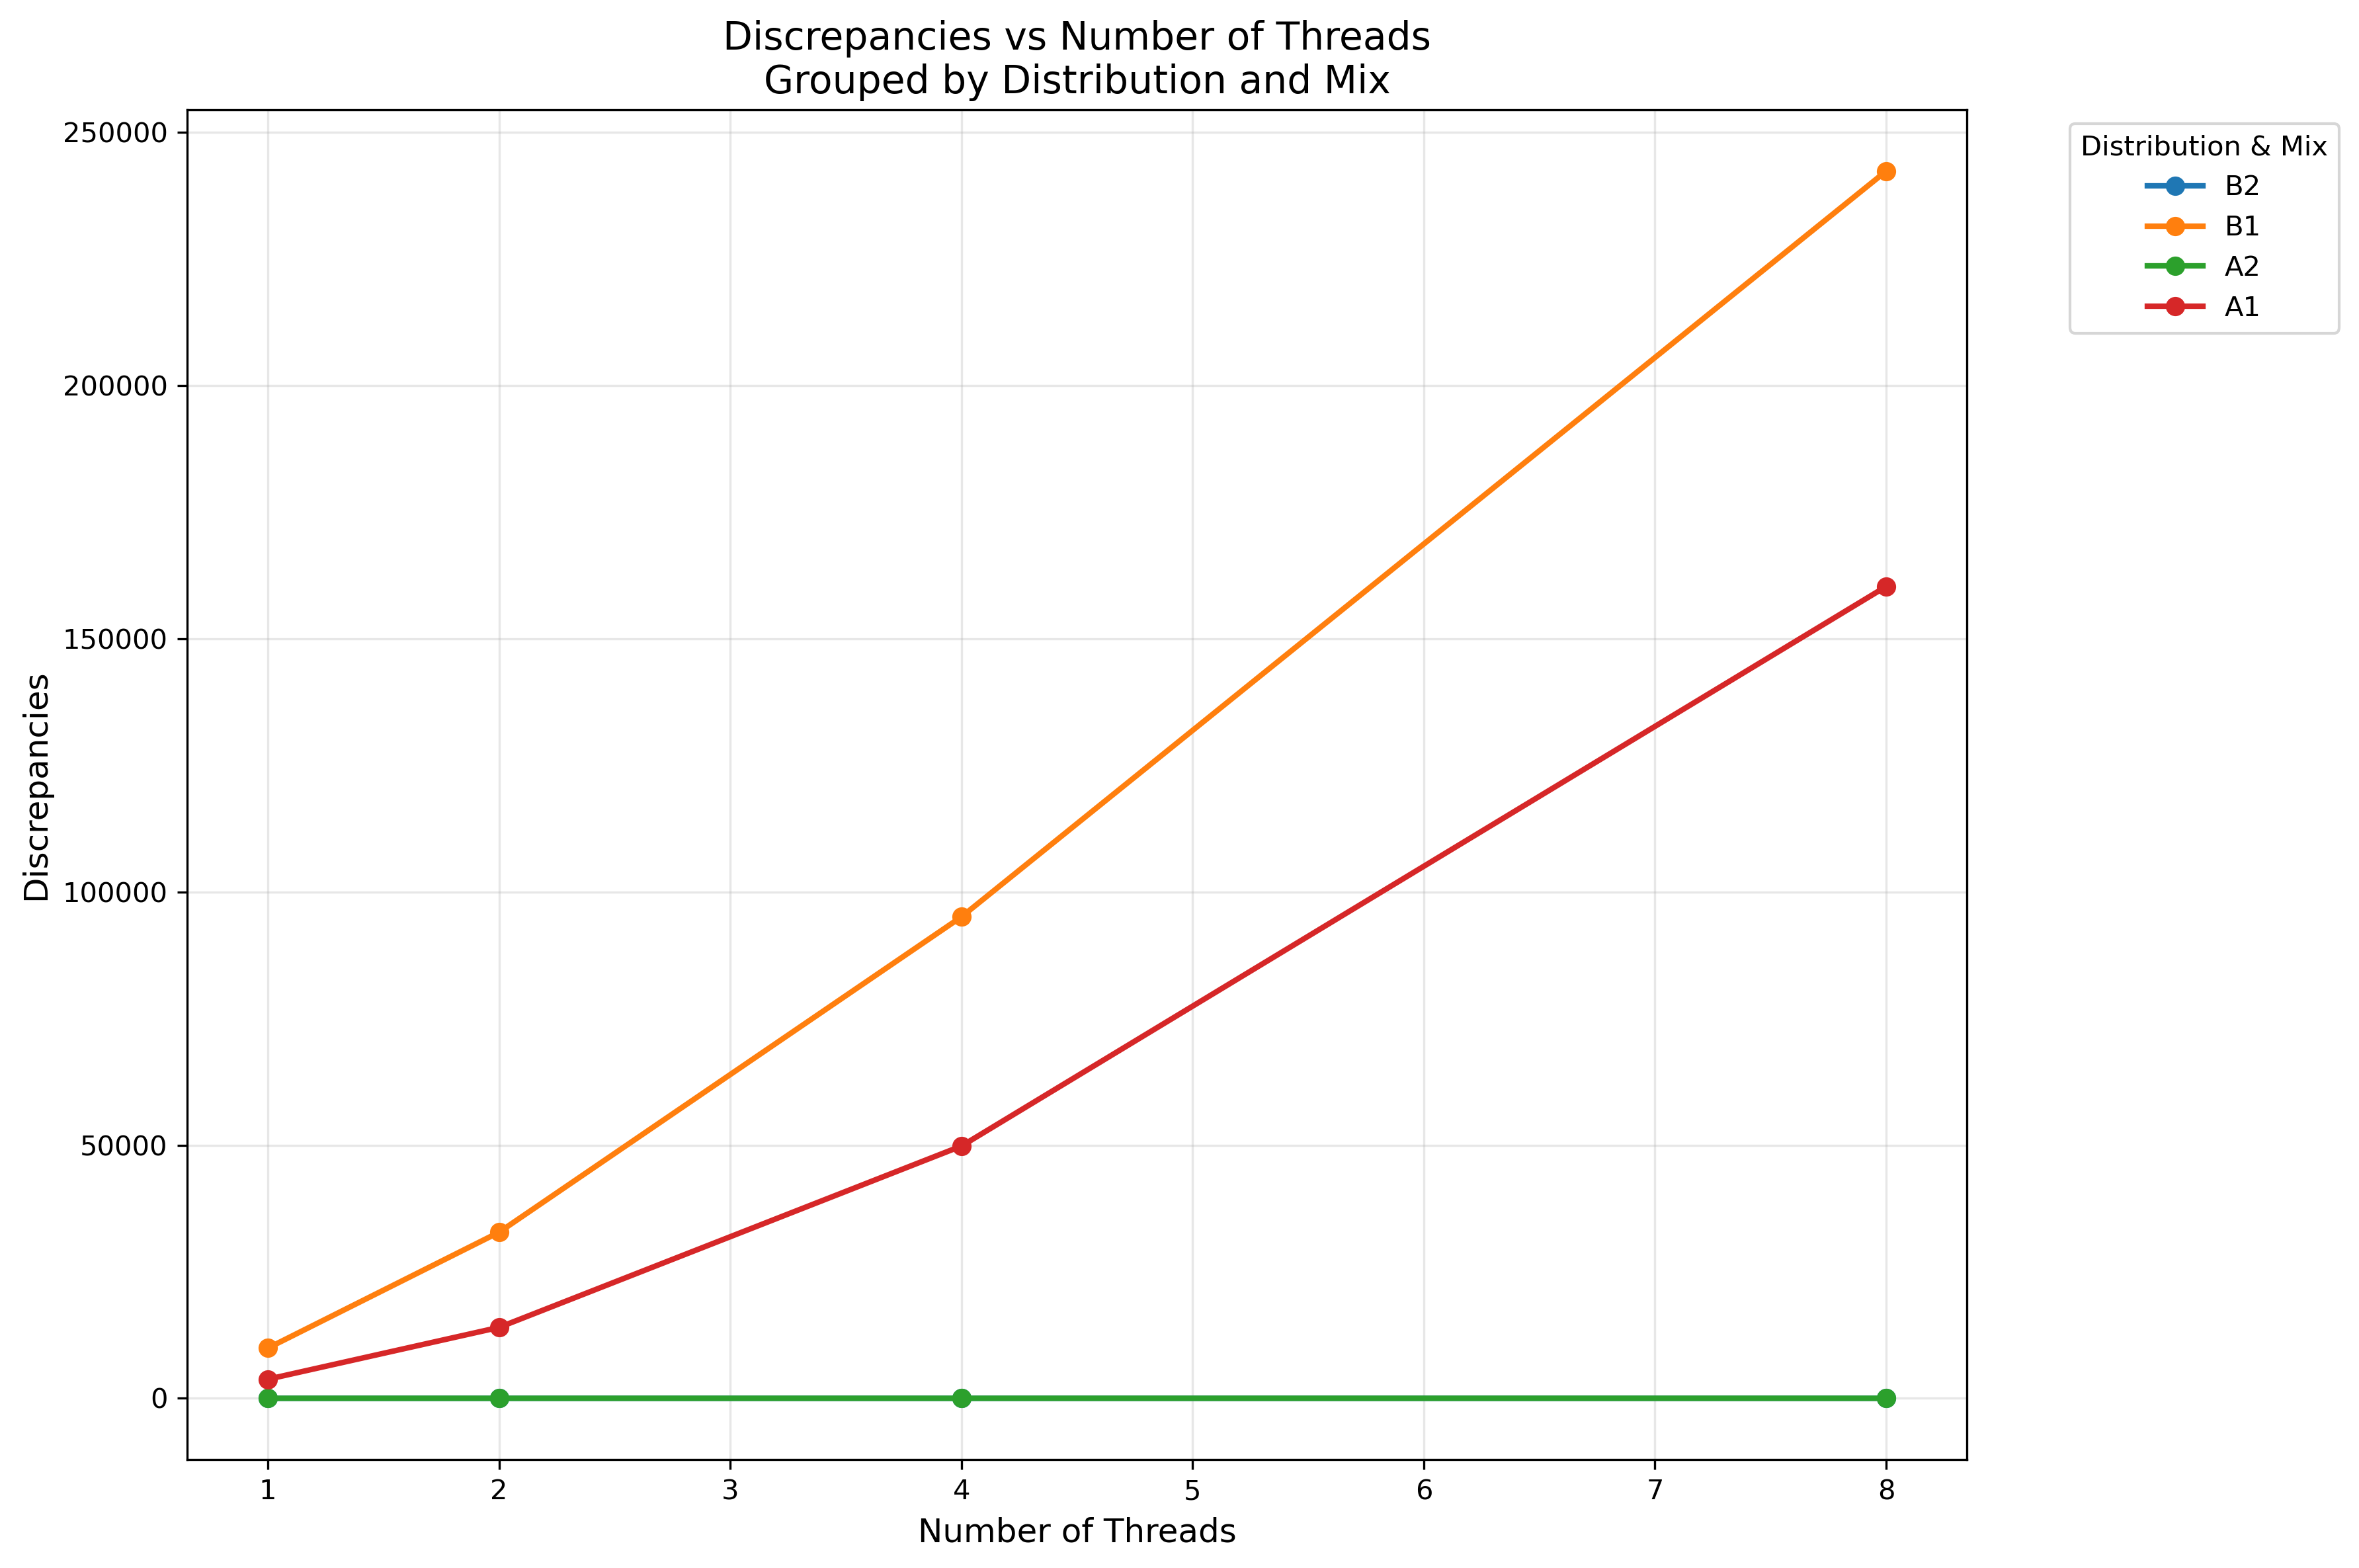 Discrepancies vs Number of Threads
Grouped by Distribution and Mix
250000
200000
150000
100000
50000
0
Discrepancies
1 2 3 4 5 6 7 8
Number of Threads
Distribution & Mix
B2
B1
A2
A1